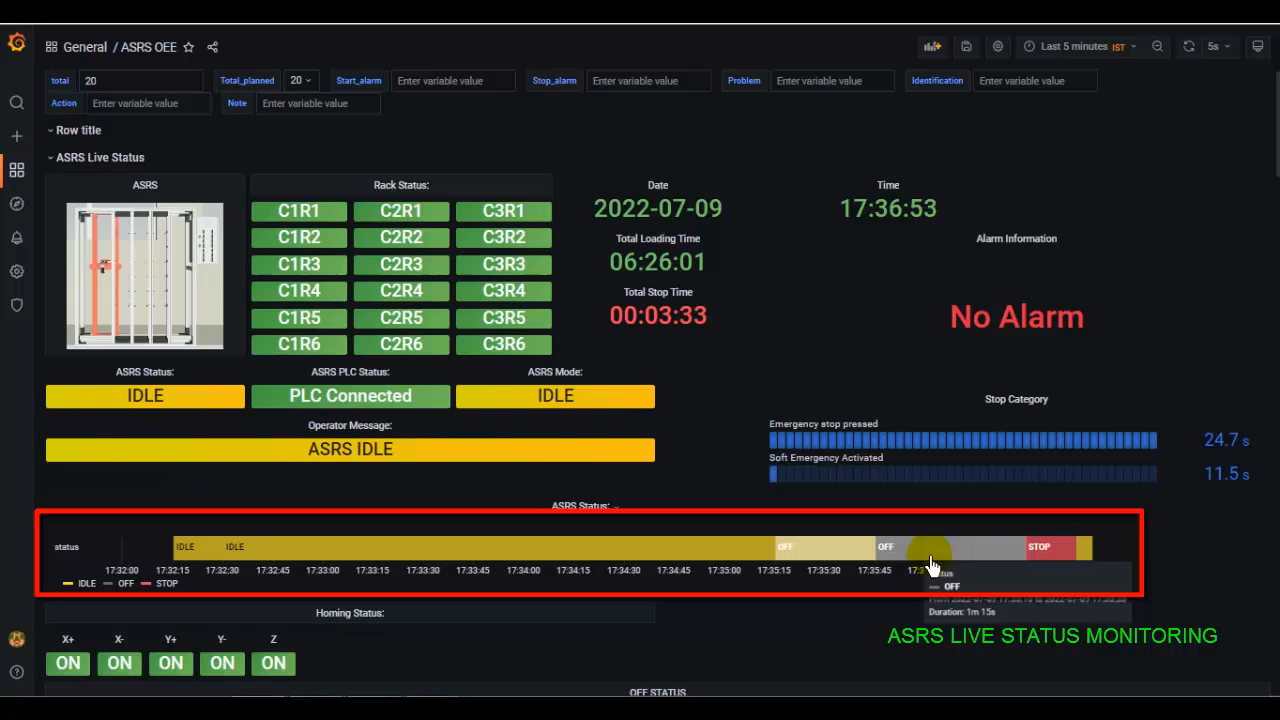 General / ASRS OEE
Last 5 minutes IST
5s
total 20 Total_planned 20 Start_alarm Enter variable value Stop_alarm Enter variable value Problem Enter variable value Identification Enter variable value
Action Enter variable value Note Enter variable value
Row title
ASRS Live Status
ASRS
Rack Status:
C1R1 C2R1 C3R1
C1R2 C2R2 C3R2
C1R3 C2R3 C3R3
C1R4 C2R4 C3R4
C1R5 C2R5 C3R5
C1R6 C2R6 C3R6
Date
2022-07-09
Time
17:36:53
Total Loading Time
06:26:01
Total Stop Time
00:03:33
Alarm Information
No Alarm
ASRS Status:
IDLE
ASRS PLC Status:
PLC Connected
ASRS Mode:
IDLE
Operator Message:
ASRS IDLE
Stop Category
Emergency stop pressed
24.7 s
Soft Emergency Activated
11.5 s
ASRS Status:
status IDLE IDLE OFF OFF STOP
17:32:00 17:32:15 17:32:30 17:32:45 17:33:00 17:33:15 17:33:30 17:33:45 17:34:00 17:34:15 17:34:30 17:34:45 17:35:00 17:35:15 17:35:30 17:35:45
IDLE OFF STOP
OFF
Duration: 1m 15s
Homing Status:
X+ X- Y+ Y- Z
ON ON ON ON ON
ASRS LIVE STATUS MONITORING
OFF STATUS